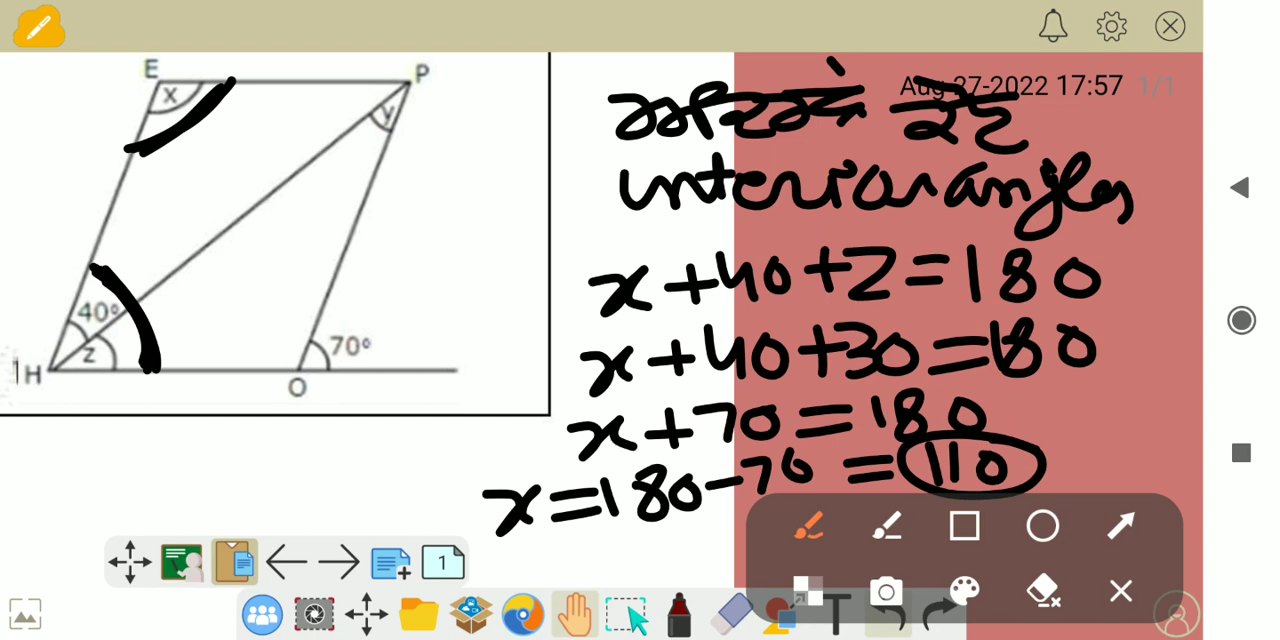 Aug 27-2022 17:57 1/1
E
x
P
y
40°
z
70°
H
O
interior angles
x+40+z=180
x+40+30=180
x+70=180
x=180-70=110
1
T